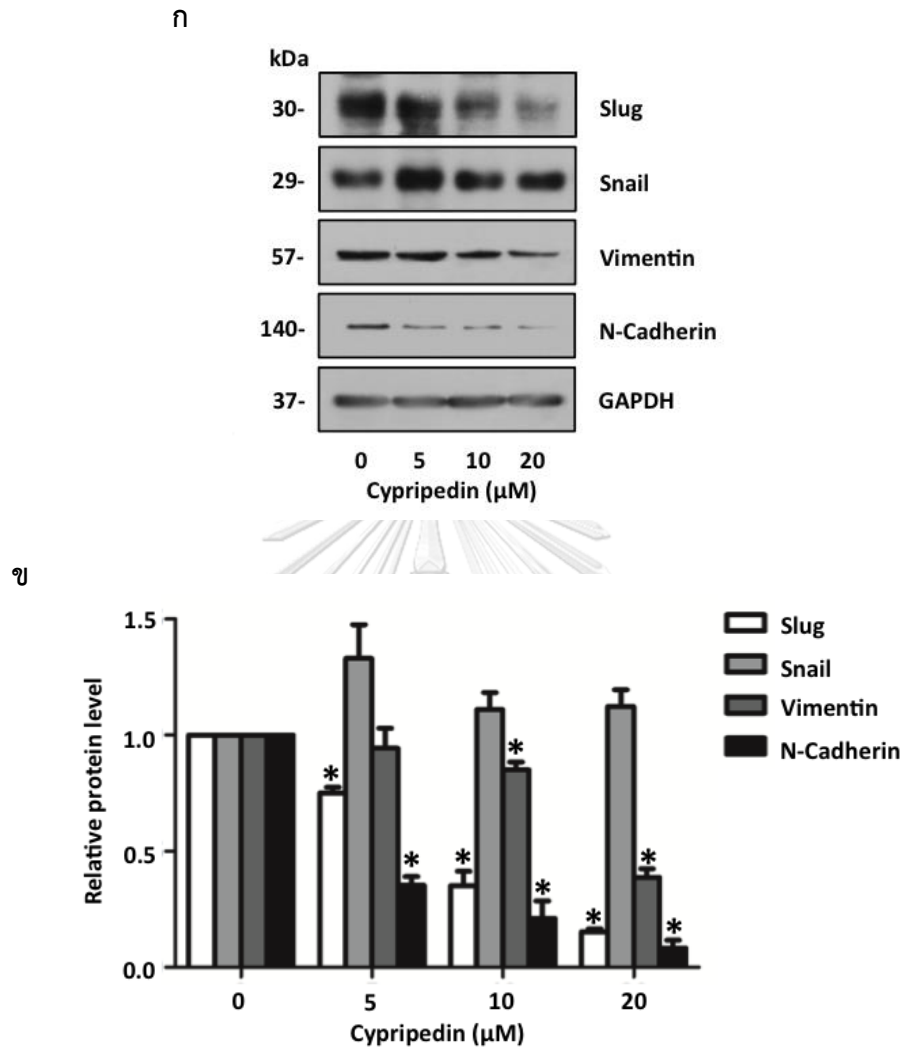 ก
kDa
30- Slug
29- Snail
57- Vimentin
140- N-Cadherin
37- GAPDH
0 5 10 20
Cypripedin (µM)
ข
Relative protein level
1.5
1.0
0.5
0.0
* * * * * * * *
0 5 10 20
Cypripedin (µM)
Slug
Snail
Vimentin
N-Cadherin